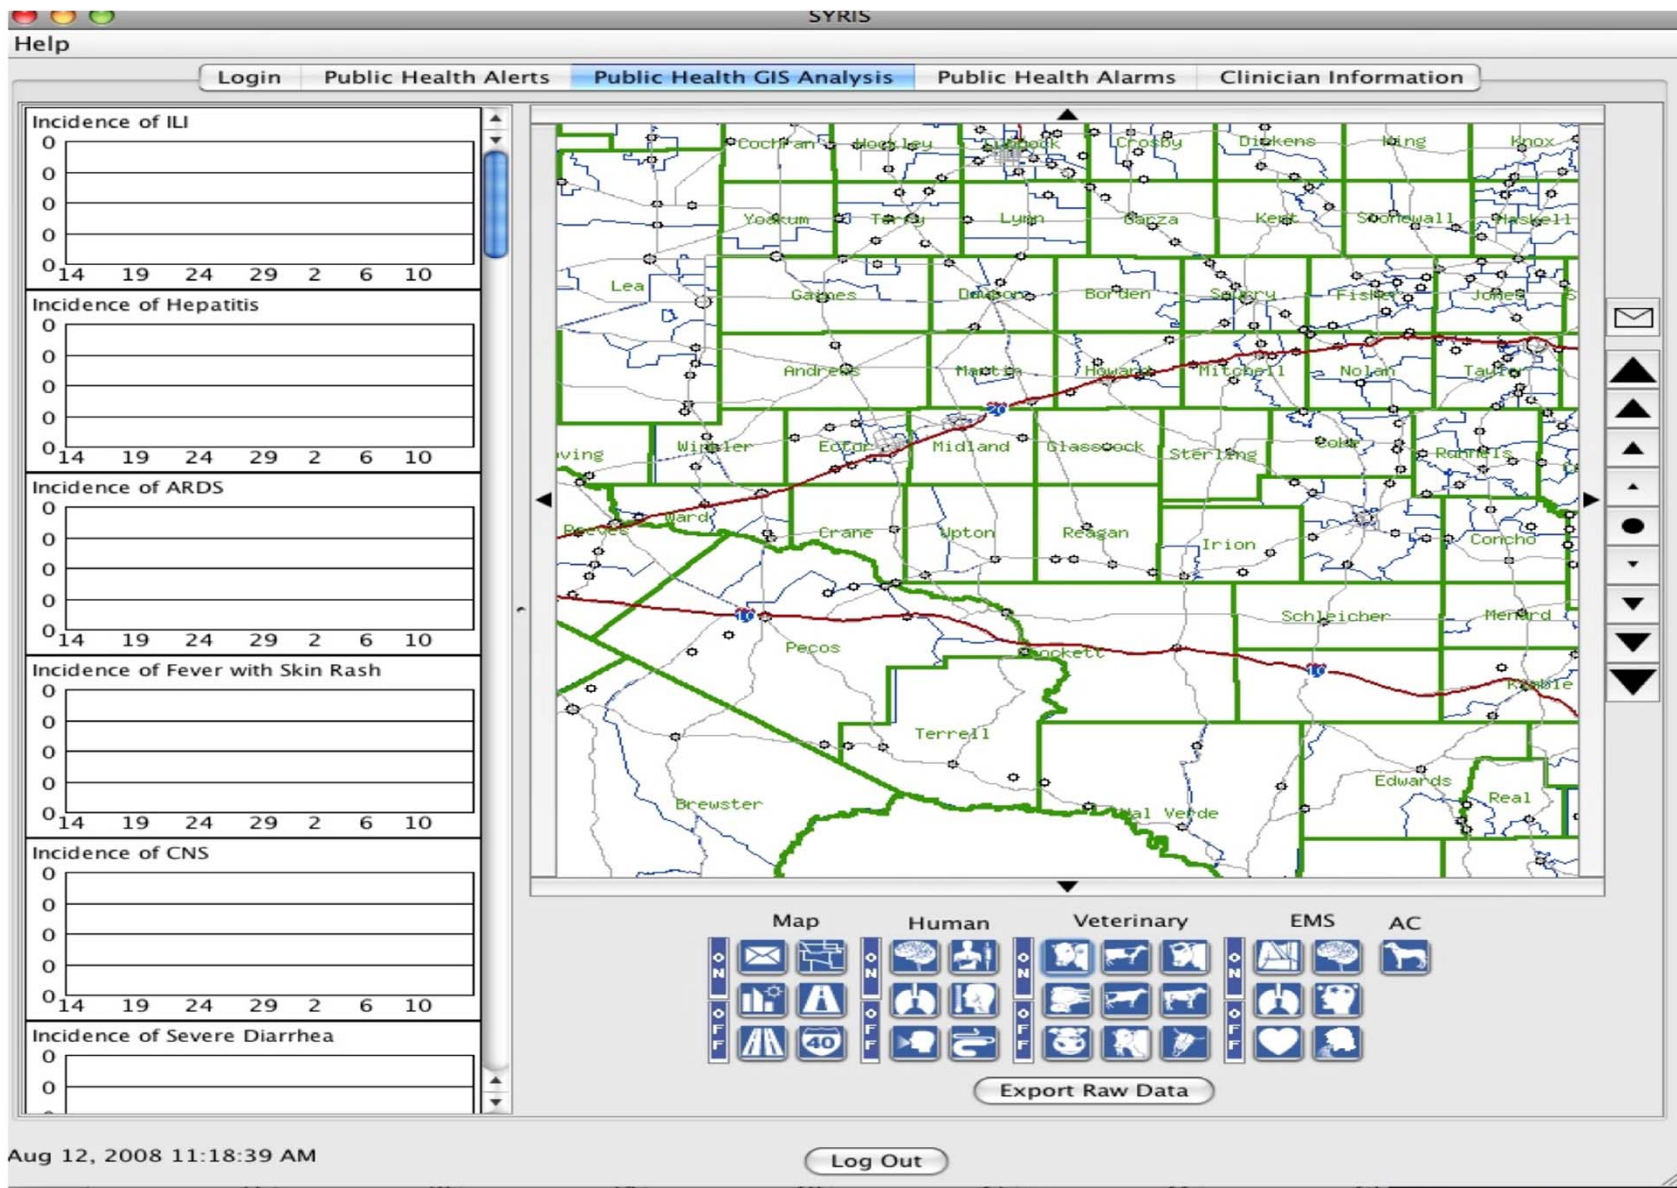 SYRIS
Help
Login Public Health Alerts Public Health GIS Analysis Public Health Alarms Clinician Information
Incidence of ILI
0
0
0
0
0
14 19 24 29 2 6 10
Incidence of Hepatitis
0
0
0
0
0
14 19 24 29 2 6 10
Incidence of ARDS
0
0
0
0
0
14 19 24 29 2 6 10
Incidence of Fever with Skin Rash
0
0
0
0
0
14 19 24 29 2 6 10
Incidence of CNS
0
0
0
0
0
14 19 24 29 2 6 10
Incidence of Severe Diarrhea
0
0
Cochran Hockley Lubbock Crosby Dickens King Knox
Yoakum Terry Lynn Garza Kent Stonewall Haskell
Lea Gaines Dawson Borden Scurry Fisher Jones S
Andrews Martin Howard Mitchell Nolan Taylor
20
ving Winkler Ector Midland Glasscock Sterling Coke Runnels
Reeves Ward Crane Upton Reagan Irion Concho
10 Schleicher Menard
Pecos Crockett 10 Kimble
Terrell
Brewster Val Verde Edwards Real
Map Human Veterinary EMS AC
ON ON ON ON
OFF OFF OFF OFF
40
Export Raw Data
Aug 12, 2008 11:18:39 AM
Log Out